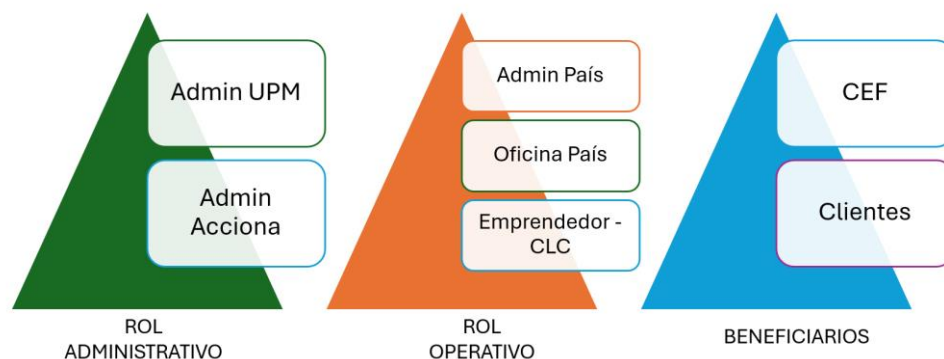 Admin UPM
Admin
Acciona
ROL
ADMINISTRATIVO
Admin País
Oficina País
Emprendedor -
CLC
ROL
OPERATIVO
CEF
Clientes
BENEFICIARIOS